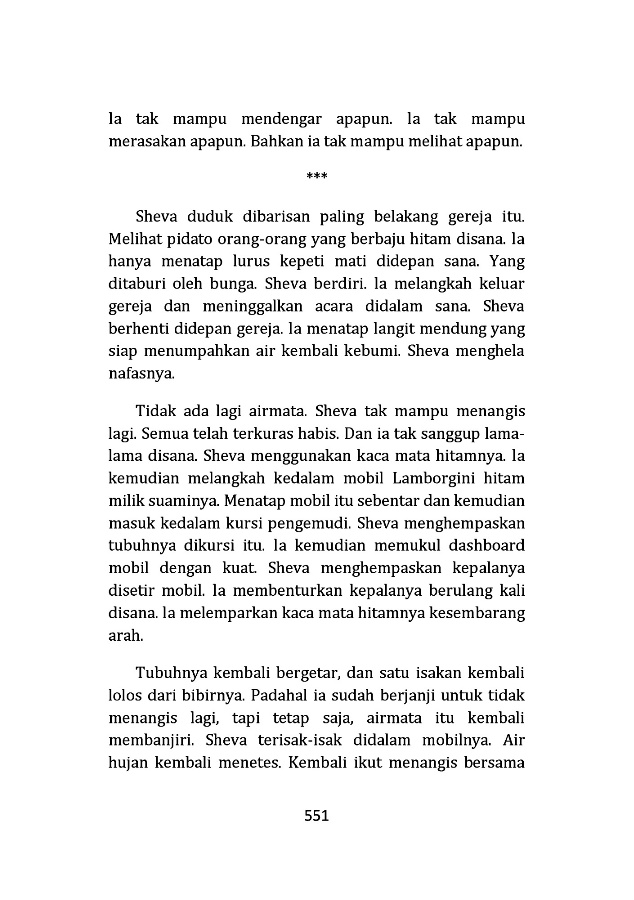 Ia tak mampu mendengar apapun. Ia tak mampu
merasakan apapun. Bahkan ia tak mampu melihat apapun.
***
Sheva duduk dibarisan paling belakang gereja itu.
Melihat pidato orang-orang yang berbaju hitam disana. Ia
hanya menatap lurus kepeti mati didepan sana. Yang
ditaburi oleh bunga. Sheva berdiri. Ia melangkah keluar
gereja dan meninggalkan acara didalam sana. Sheva
berhenti didepan gereja. Ia menatap langit mendung yang
siap menumpahkan air kembali kebumi. Sheva menghela
nafasnya.
Tidak ada lagi airmata. Sheva tak mampu menangis
lagi. Semua telah terkuras habis. Dan ia tak sanggup lama-
lama disana. Sheva menggunakan kaca mata hitamnya. Ia
kemudian melangkah kedalam mobil Lamborgini hitam
milik suaminya. Menatap mobil itu sebentar dan kemudian
masuk kedalam kursi pengemudi. Sheva menghempaskan
tubuhnya dikursi itu. Ia kemudian memukul dashboard
mobil dengan kuat. Sheva menghempaskan kepalanya
disetir mobil. Ia membenturkan kepalanya berulang kali
disana. Ia melemparkan kaca mata hitamnya kesembarang
arah.
Tubuhnya kembali bergetar, dan satu isakan kembali
lolos dari bibirnya. Padahal ia sudah berjanji untuk tidak
menangis lagi, tapi tetap saja, airmata itu kembali
membanjiri. Sheva terisak-isak didalam mobilnya. Air
hujan kembali menetes. Kembali ikut menangis bersama
551